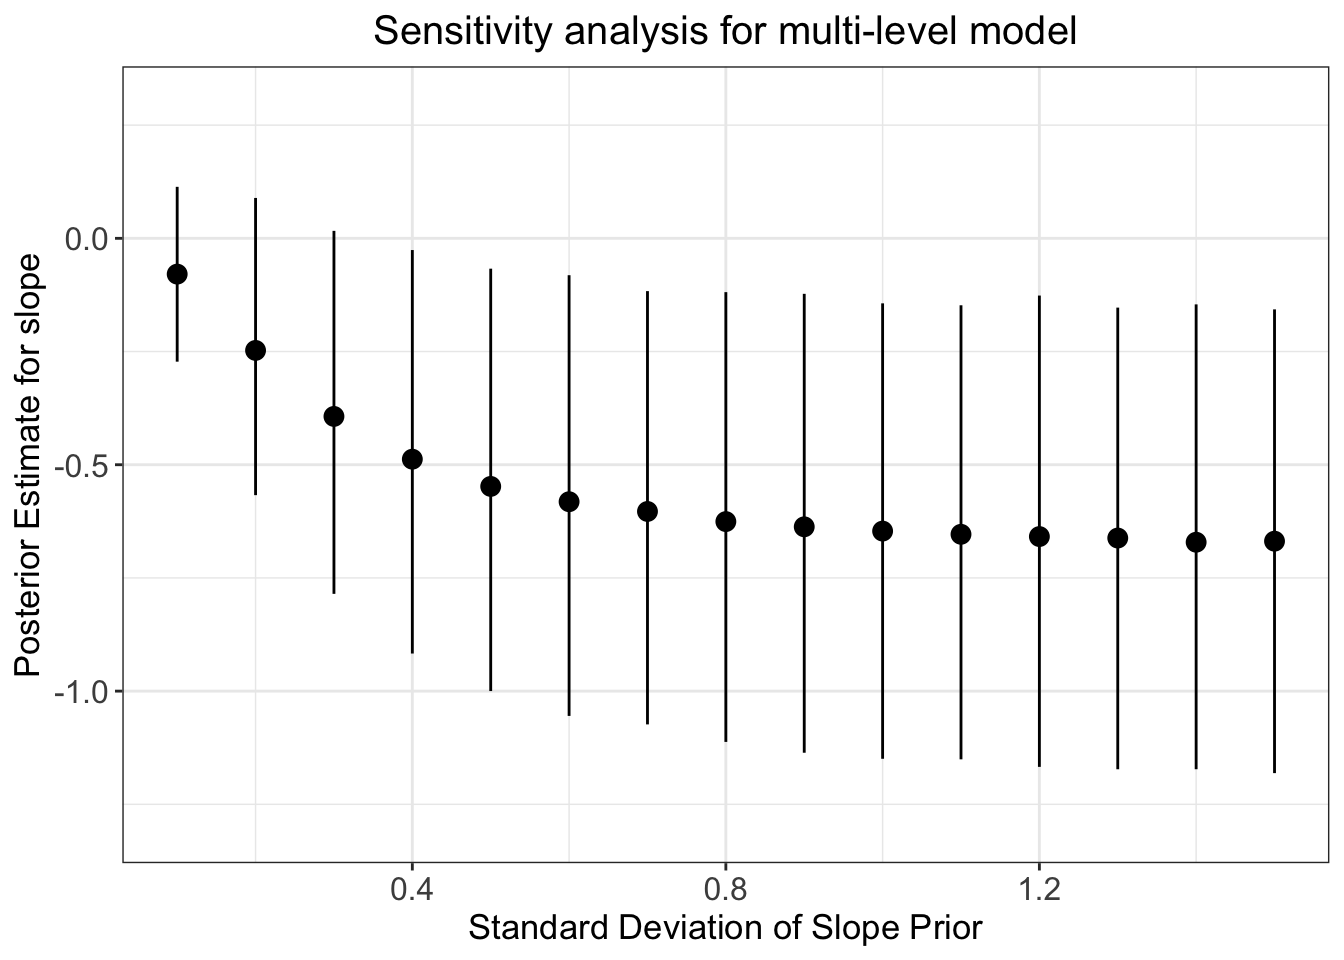 Sensitivity analysis for multi-level model
Posterior Estimate for slope
0.0
-0.5
-1.0
0.4
0.8
1.2
Standard Deviation of Slope Prior